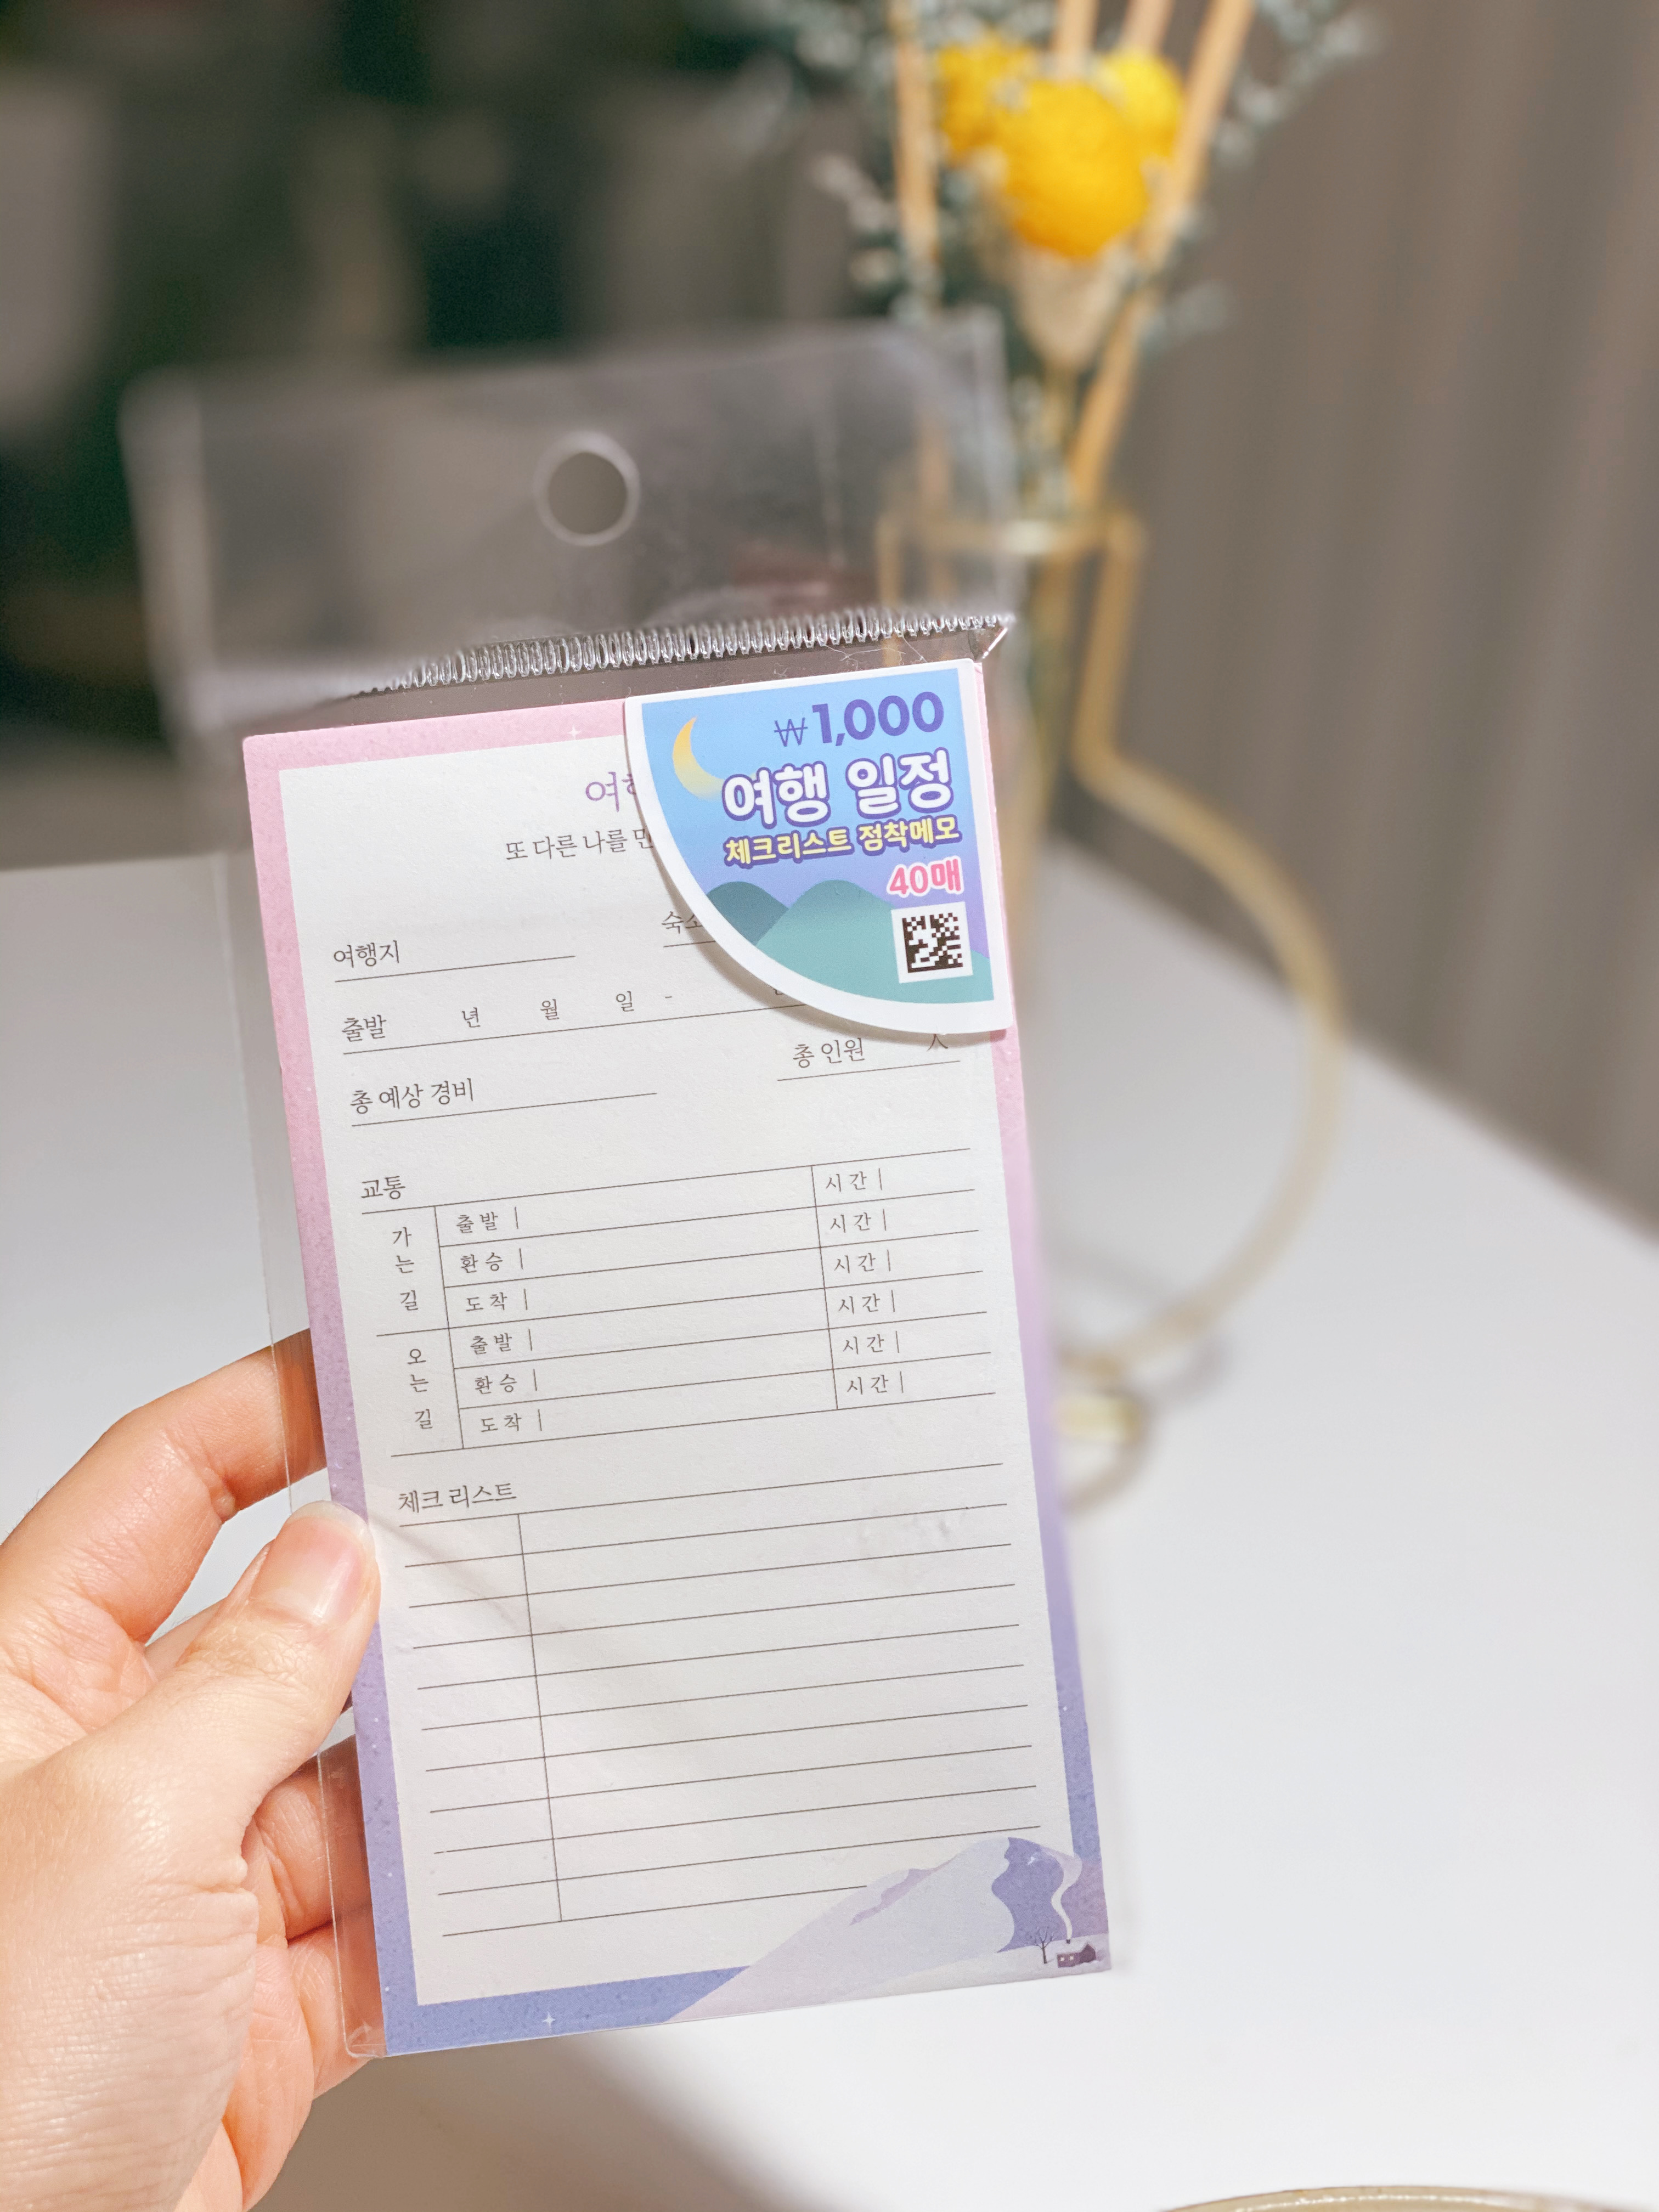 ₩1,000
여행 일정
체크리스트 점착메모
40매
또 다른 나를
여행지
출발 년 월 일 -
총 인원
총 예상 경비
교통
시간 |
가는길 출발 | 시간 |
환승 | 시간 |
도착 | 시간 |
오는길 출발 | 시간 |
환승 | 시간 |
도착 |
체크리스트